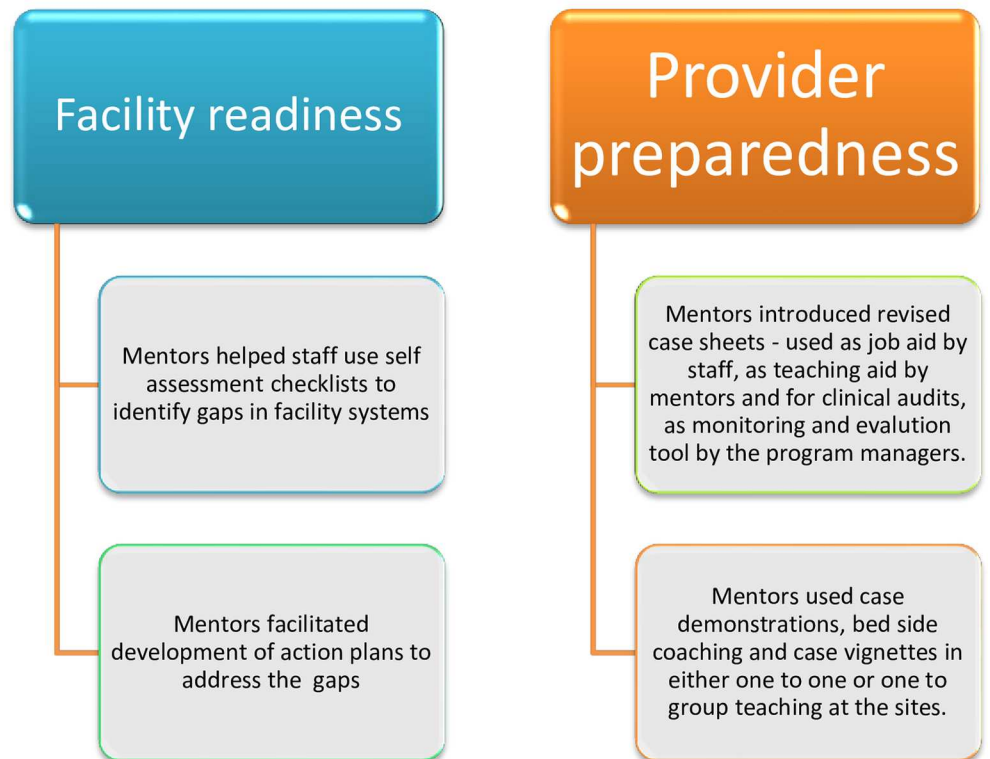 Facility readiness
Mentors helped staff use self
assessment checklists to
identify gaps in facility systems
Mentors facilitated
development of action plans to
address the  gaps
Provider
preparedness
Mentors introduced revised
case sheets - used as job aid by
staff, as teaching aid by
mentors and for clinical audits,
as monitoring and evalution
tool by the program managers.
Mentors used case
demonstrations, bed side
coaching and case vignettes in
either one to one or one to
group teaching at the sites.